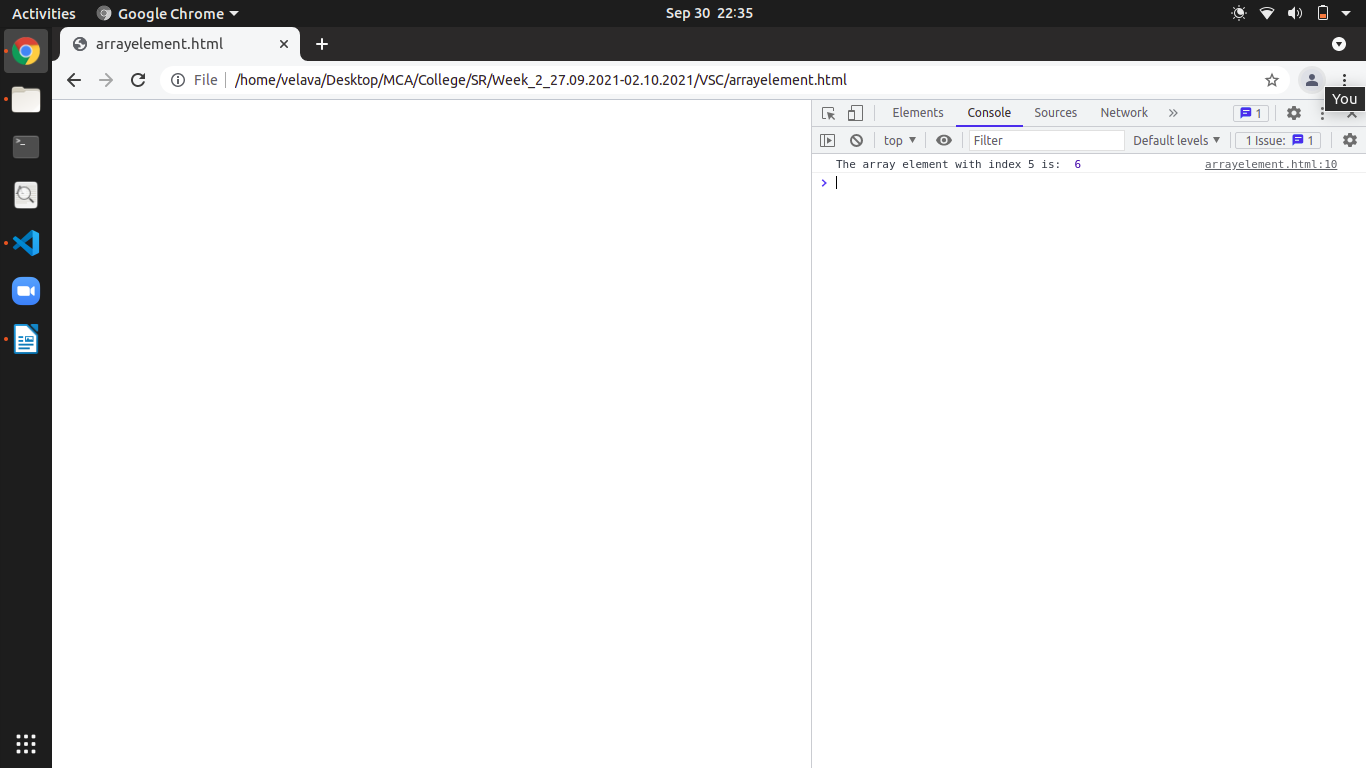 Activities Google Chrome Sep 30 22:35
arrayelement.html
File /home/velava/Desktop/MCA/College/SR/Week_2_27.09.2021-02.10.2021/VSC/arrayelement.html
You
Elements Console Sources Network » 1
top Filter Default levels 1 Issue: 1
The array element with index 5 is: 6 arrayelement.html:10
>